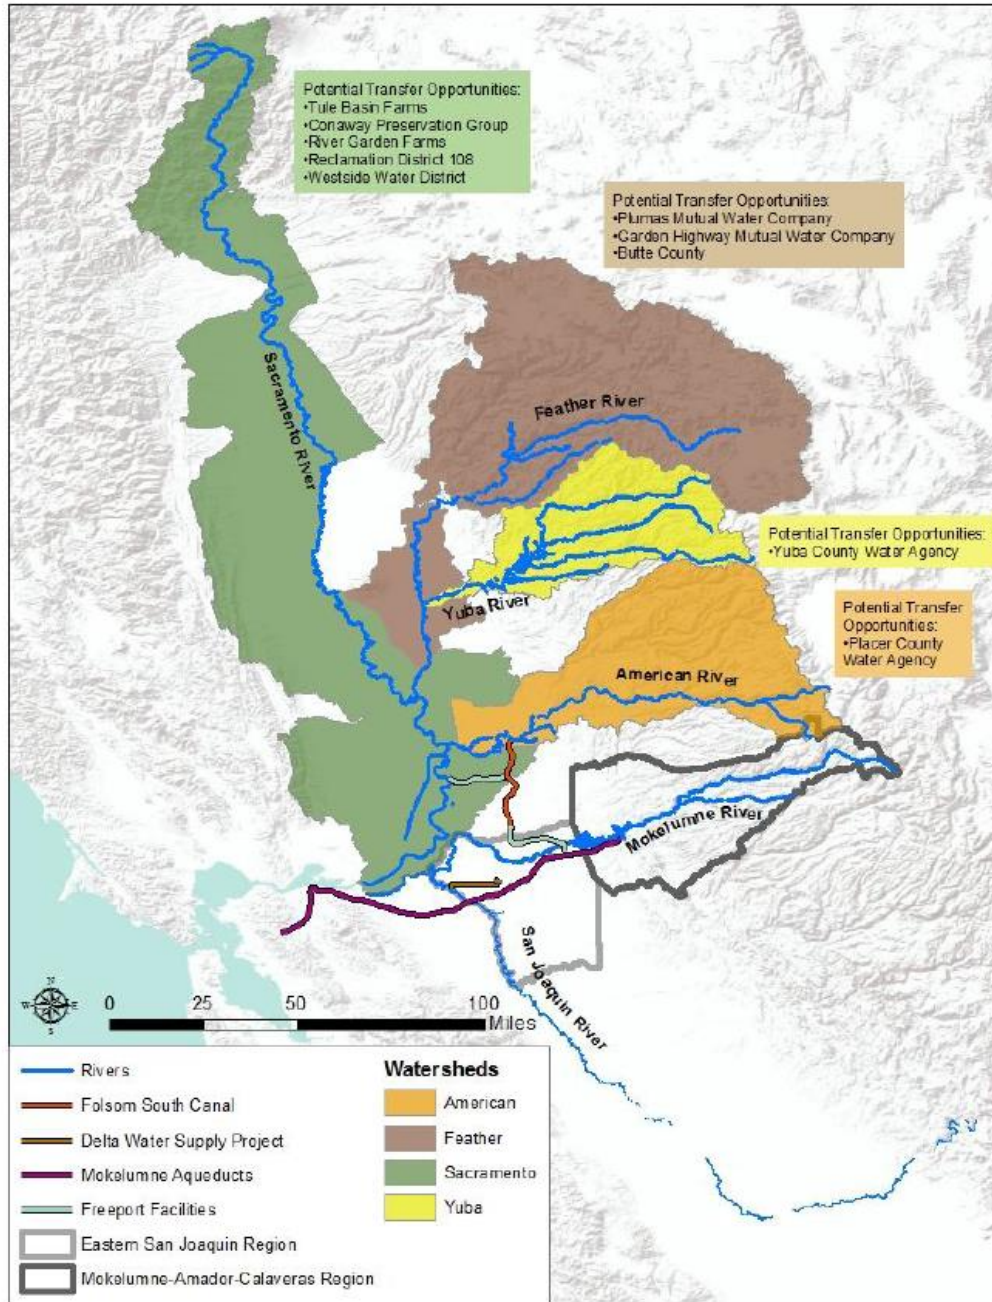 Potential Transfer Opportunities:
•Tule Basin Farms
•Conaway Preservation Group
•River Garden Farms
•Reclamation District 108
•Westside Water District
Potential Transfer Opportunities:
•Plumas Mutual Water Company
•Garden Highway Mutual Water Company
•Butte County
Sacramento River
Feather River
Potential Transfer Opportunities:
•Yuba County Water Agency
Yuba River
Potential Transfer
Opportunities:
•Placer County
Water Agency
American River
Mokelumne River
San Joaquin River
N
W E
S
0 25 50 100
Miles
Rivers
Folsom South Canal
Delta Water Supply Project
Mokelumne Aqueducts
Freeport Facilities
Eastern San Joaquin Region
Mokelumne-Amador-Calaveras Region
Watersheds
American
Feather
Sacramento
Yuba